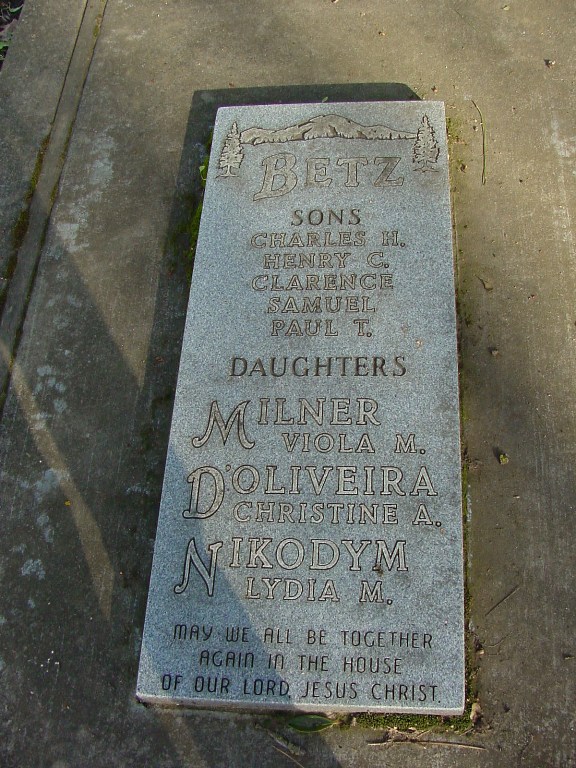 BETZ
SONS
CHARLES H.
HENRY C.
CLARENCE
SAMUEL
PAUL T.
DAUGHTERS
MILNER
VIOLA M.
D'OLIVEIRA
CHRISTINE A.
NIKODYM
LYDIA M.
MAY WE ALL BE TOGETHER
AGAIN IN THE HOUSE
OF OUR LORD, JESUS CHRIST.